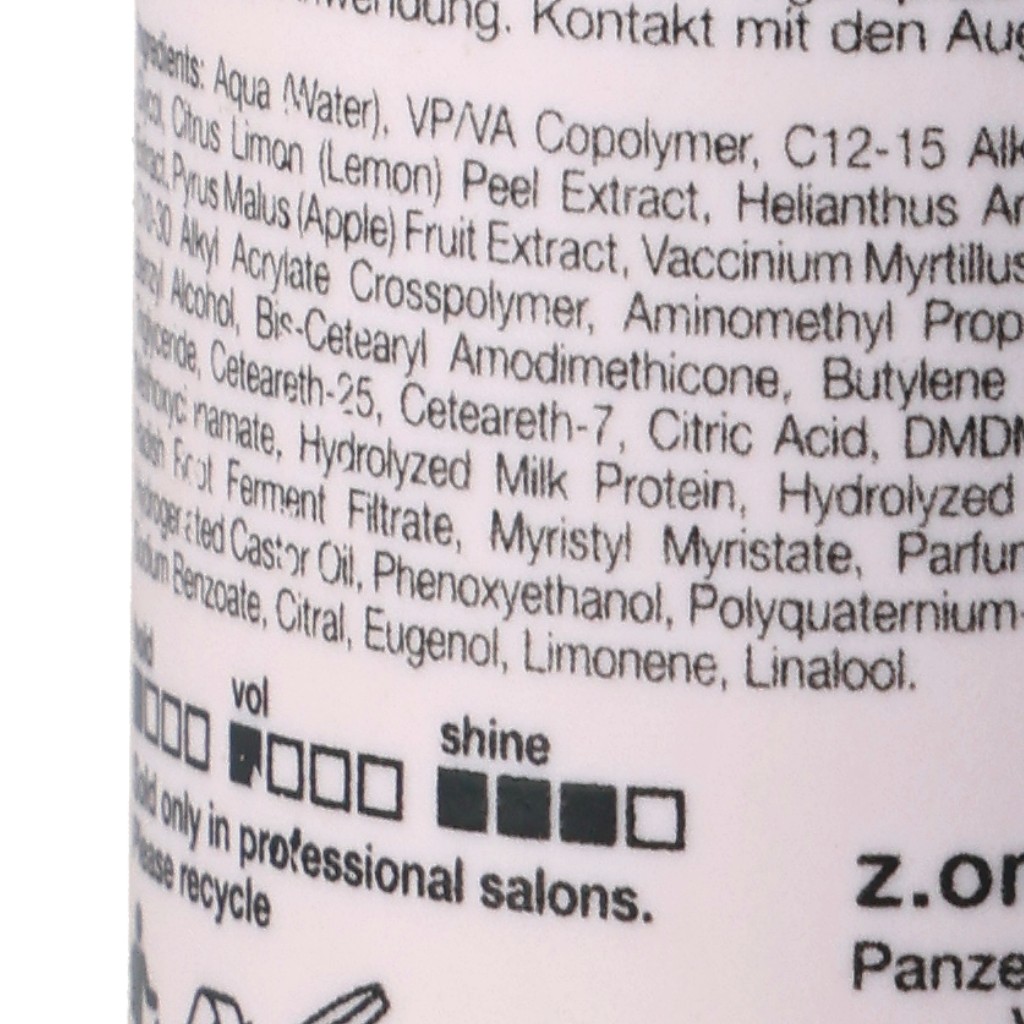 Kontakt mit den
Aqua (Water), VP/VA Copolymer, C12-15
Citrus Limon (Lemon) Peel Extract, Helianthus
Pyrus Malus (Apple) Fruit Extract, Vaccinium Myrtillus
Alkyl Acrylate Crosspolymer, Aminomethyl
Alcohol, Bis-Cetearyl Amodimethicone, Butylene
Ceteareth-25, Ceteareth-7, Citric Acid,
Hydrolyzed Milk Protein, Hydrolyzed
Ferment Filtrate, Myristyl Myristate,
Castor Oil, Phenoxyethanol, Polyquaternium-
Benzoate, Citral, Eugenol, Limonene, Linalool.
vol shine
only in professional salons.
recycle